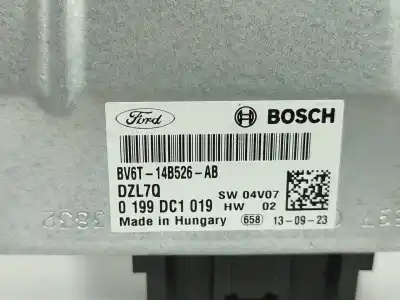 Ford BOSCH
BV6T-14B526-AB
DZL7Q SW 04V07
0 199 DC1 019 HW 02
Made in Hungary 658 13-09-23